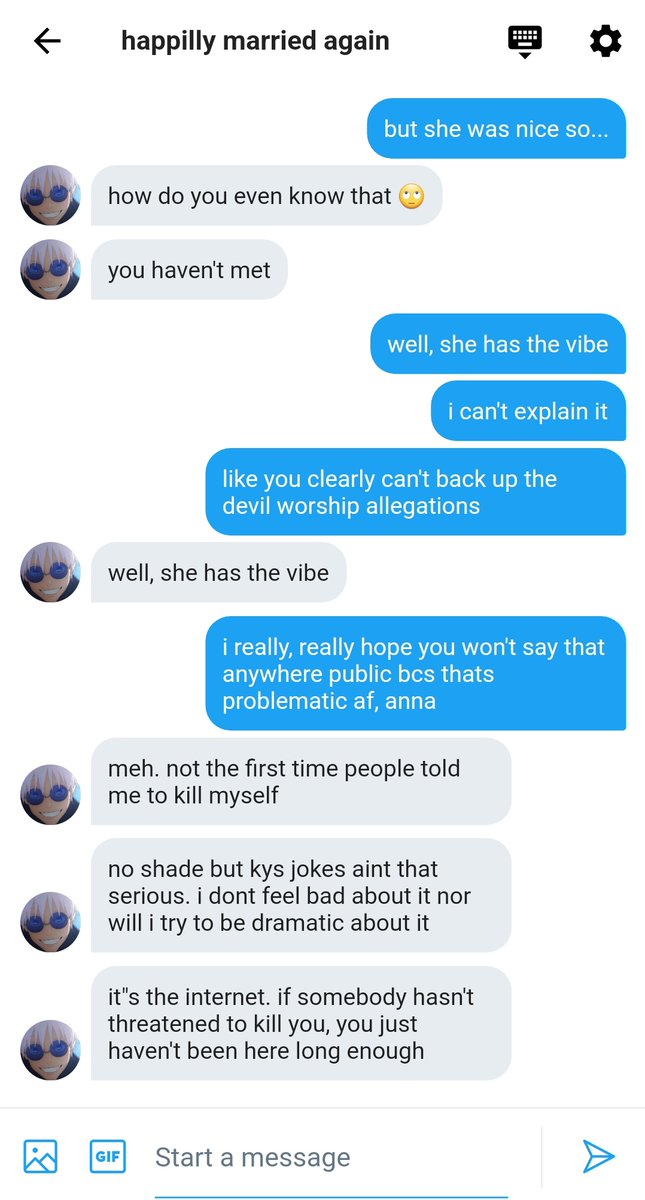 happilly married again
but she was nice so...
how do you even know that 🙄
you haven't met
well, she has the vibe
i can't explain it
like you clearly can't back up the
devil worship allegations
well, she has the vibe
i really, really hope you won't say that
anywhere public bcs thats
problematic af, anna
meh. not the first time people told
me to kill myself
no shade but kys jokes aint that
serious. i dont feel bad about it nor
will i try to be dramatic about it
it"s the internet. if somebody hasn't
threatened to kill you, you just
haven't been here long enough
GIF
Start a message